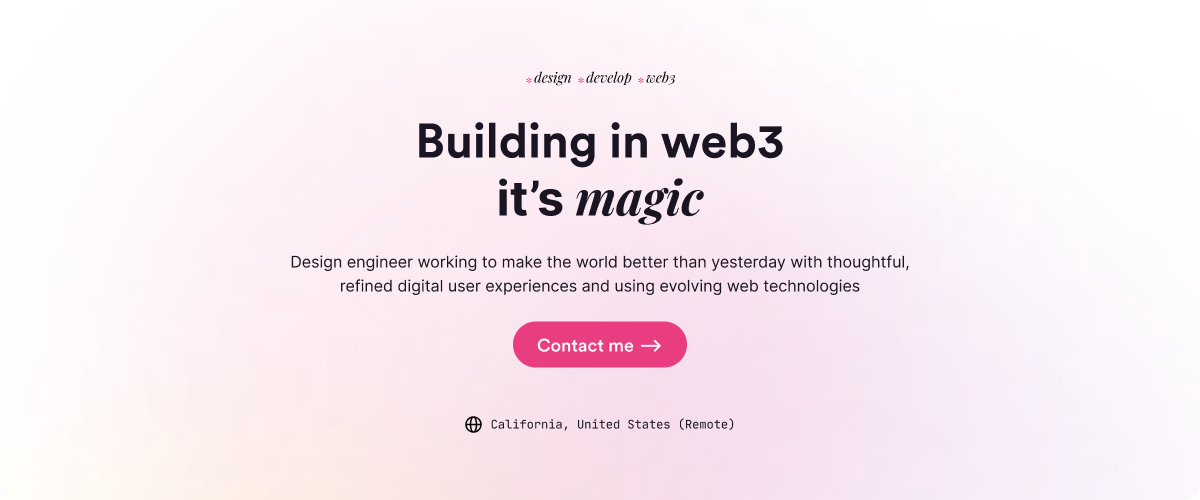 *design *develop *web3
Building in web3
it’s magic
Design engineer working to make the world better than yesterday with thoughtful,
refined digital user experiences and using evolving web technologies
Contact me →
California, United States (Remote)